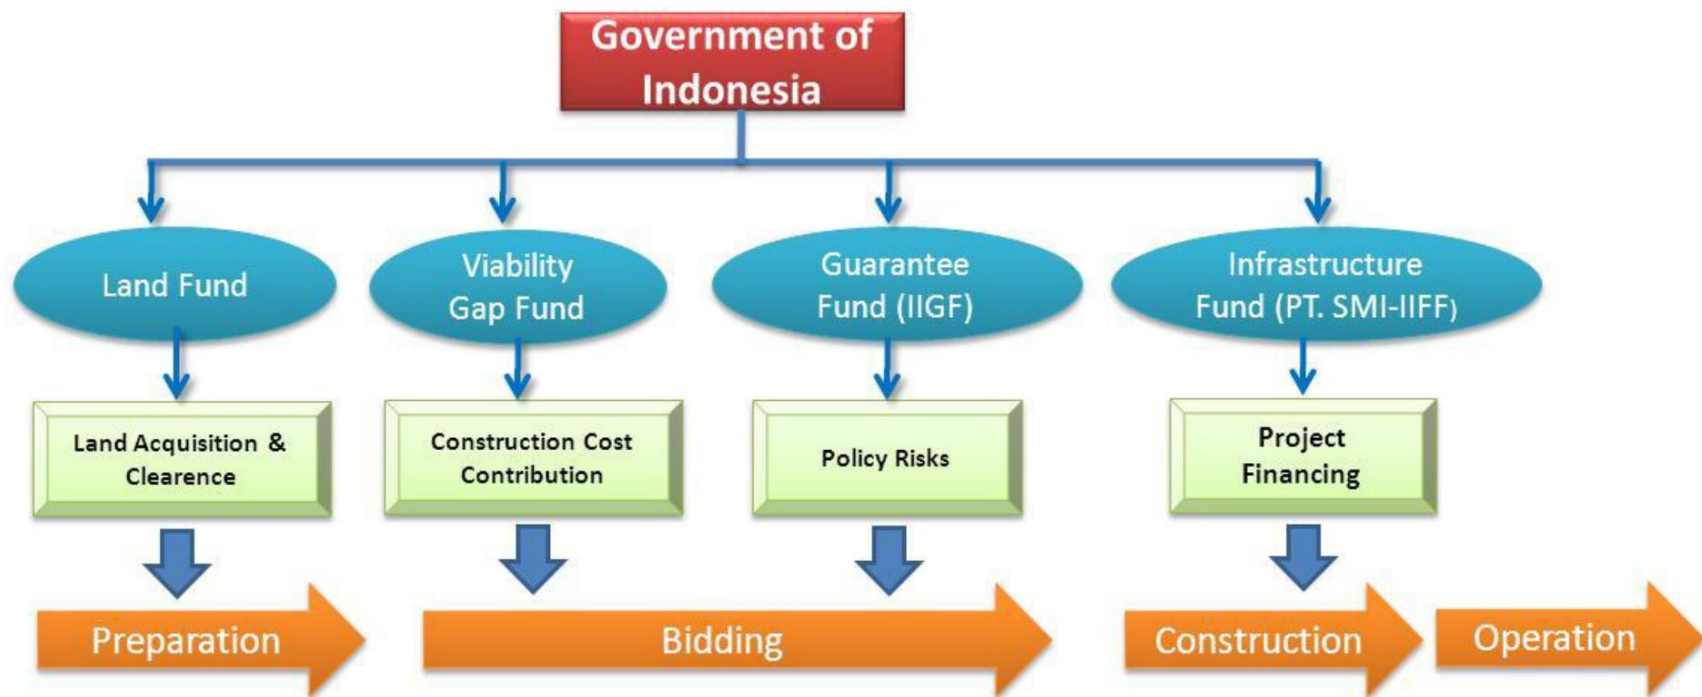 Government of
Indonesia
Land Fund
Viability
Gap Fund
Guarantee
Fund (IIGF)
Infrastructure
Fund (PT. SMI-IIFF)
Land Acquisition &
Clearence
Construction Cost
Contribution
Policy Risks
Project
Financing
Preparation
Bidding
Construction
Operation